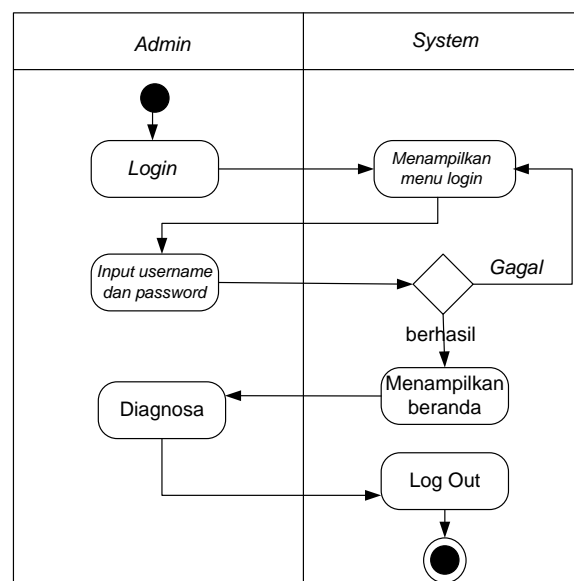 Admin
System
Login
Menampilkan
menu login
Input username
dan password
Gagal
berhasil
Menampilkan
beranda
Diagnosa
Log Out